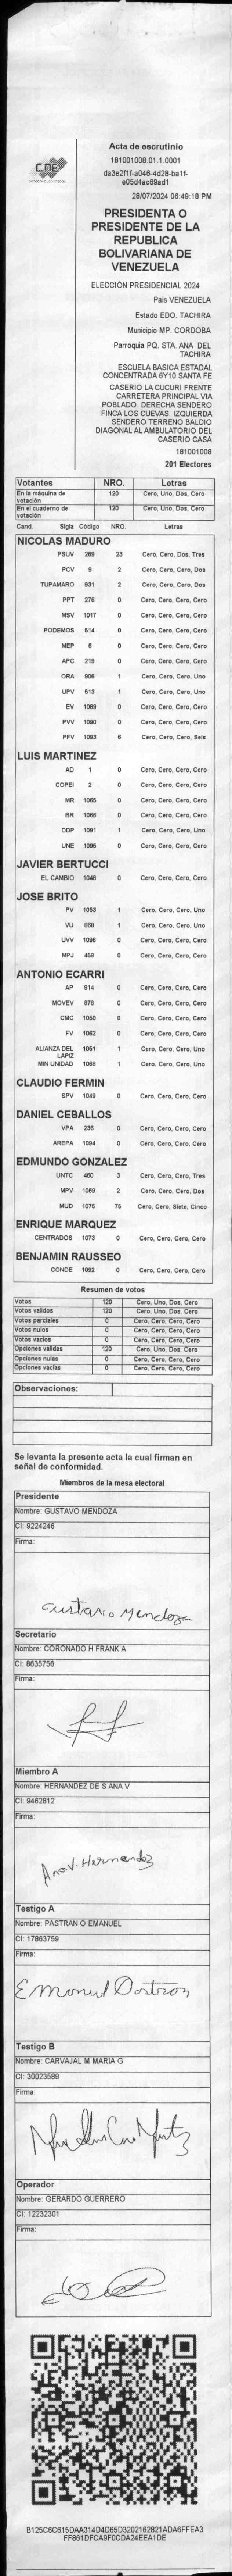 CNE
Acta de escrutinio
181001008.01.1.0001
da3e2f1f-a046-4d28-ba1f-
e05d4ac69ad1
28/07/2024 06:49:18 PM
PRESIDENTA O
PRESIDENTE DE LA
REPUBLICA
BOLIVARIANA DE
VENEZUELA
ELECCIÓN PRESIDENCIAL 2024
País VENEZUELA
Estado EDO. TACHIRA
Municipio MP. CORDOBA
Parroquia PQ. STA. ANA DEL
TACHIRA
ESCUELA BASICA ESTADAL
CONCENTRADA 6Y10 SANTA FE
CASERIO LA CUCURI FRENTE
CARRETERA PRINCIPAL VIA
POBLADO. DERECHA SENDERO
FINCA LOS CUEVAS. IZQUIERDA
SENDERO TERRENO BALDIO
DIAGONAL AL AMBULATORIO DEL
CASERIO CASA
181001008
201 Electores
Votantes NRO. Letras
En la máquina de votación 120 Cero, Uno, Dos, Cero
En el cuaderno de votación 120 Cero, Uno, Dos, Cero
Cand. Sigla Código NRO. Letras
NICOLAS MADURO
PSUV 269 23 Cero, Cero, Dos, Tres
PCV 9 2 Cero, Cero, Cero, Dos
TUPAMARO 931 2 Cero, Cero, Cero, Dos
PPT 275 0 Cero, Cero, Cero, Cero
MSV 1017 0 Cero, Cero, Cero, Cero
PODEMOS 514 0 Cero, Cero, Cero, Cero
MEP 6 0 Cero, Cero, Cero, Cero
APC 219 0 Cero, Cero, Cero, Cero
ORA 906 1 Cero, Cero, Cero, Uno
UPV 513 1 Cero, Cero, Cero, Uno
EV 1089 0 Cero, Cero, Cero, Cero
PVV 1090 0 Cero, Cero, Cero, Cero
PFV 1093 6 Cero, Cero, Cero, Seis
LUIS MARTINEZ
AD 1 0 Cero, Cero, Cero, Cero
COPEI 2 0 Cero, Cero, Cero, Cero
MR 1065 0 Cero, Cero, Cero, Cero
BR 1066 0 Cero, Cero, Cero, Cero
DDP 1091 1 Cero, Cero, Cero, Uno
UNE 1095 0 Cero, Cero, Cero, Cero
JAVIER BERTUCCI
EL CAMBIO 1048 0 Cero, Cero, Cero, Cero
JOSE BRITO
PV 1053 1 Cero, Cero, Cero, Uno
VU 869 1 Cero, Cero, Cero, Uno
UVV 1096 0 Cero, Cero, Cero, Cero
MPJ 458 0 Cero, Cero, Cero, Cero
ANTONIO ECARRI
AP 814 0 Cero, Cero, Cero, Cero
MOVEV 978 0 Cero, Cero, Cero, Cero
CMC 1050 0 Cero, Cero, Cero, Cero
FV 1062 0 Cero, Cero, Cero, Cero
ALIANZA DEL LAPIZ 1051 1 Cero, Cero, Cero, Uno
MIN UNIDAD 1068 1 Cero, Cero, Cero, Uno
CLAUDIO FERMIN
SPV 1049 0 Cero, Cero, Cero, Cero
DANIEL CEBALLOS
VPA 236 0 Cero, Cero, Cero, Cero
AREPA 1094 0 Cero, Cero, Cero, Cero
EDMUNDO GONZALEZ
UNTC 460 3 Cero, Cero, Cero, Tres
MPV 1069 2 Cero, Cero, Cero, Dos
MUD 1075 75 Cero, Cero, Siete, Cinco
ENRIQUE MARQUEZ
CENTRADOS 1073 0 Cero, Cero, Cero, Cero
BENJAMIN RAUSSEO
CONDE 1092 0 Cero, Cero, Cero, Cero
Resumen de votos
Votos 120 Cero, Uno, Dos, Cero
Votos validos 120 Cero, Uno, Dos, Cero
Votos parciales 0 Cero, Cero, Cero, Cero
Votos nulos 0 Cero, Cero, Cero, Cero
Votos vacios 0 Cero, Cero, Cero, Cero
Opciones validas 120 Cero, Uno, Dos, Cero
Opciones nulas 0 Cero, Cero, Cero, Cero
Opciones vacias 0 Cero, Cero, Cero, Cero
Observaciones:
Se levanta la presente acta la cual firman en
señal de conformidad.
Miembros de la mesa electoral
Presidente
Nombre: GUSTAVO MENDOZA
CI: 9224246
Firma:
Gustavo Mendoza
Secretario
Nombre: CORONADO H FRANK A
CI: 8635756
Firma:
Miembro A
Nombre: HERNANDEZ DE S ANA V
CI: 9462812
Firma:
Ana V. Hernandez
Testigo A
Nombre: PASTRAN O EMANUEL
CI: 17863759
Firma:
Testigo B
Nombre: CARVAJAL M MARIA G
CI: 30023589
Firma:
Operador
Nombre: GERARDO GUERRERO
CI: 12232301
Firma:
B125C6C615DAA314D4D65D3202162821ADA6FFEA3
FF861DFCA9F0CDA24EEA1DE